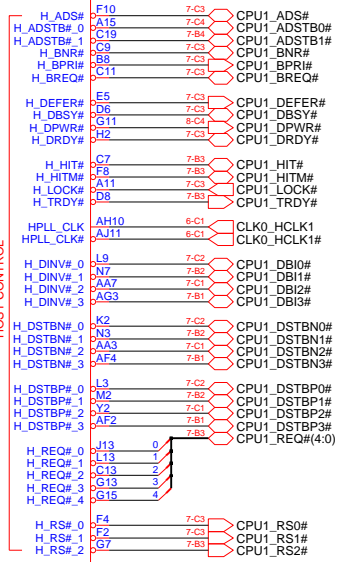 H_ADS# F10 7-C3 CPU1_ADS#
H_ADSTB#_0 A15 7-C4 CPU1_ADSTB0#
H_ADSTB#_1 C19 7-B4 CPU1_ADSTB1#
H_BNR# C9 7-C3 CPU1_BNR#
H_BPRI# B8 7-C3 CPU1_BPRI#
H_BREQ# C11 7-C3 CPU1_BREQ#
H_DEFER# E5 7-C3 CPU1_DEFER#
H_DBSY# D6 7-C3 CPU1_DBSY#
H_DPWR# G11 8-C4 CPU1_DPWR#
H_DRDY# H2 7-C3 CPU1_DRDY#
H_HIT# C7 7-B3 CPU1_HIT#
H_HITM# F8 7-B3 CPU1_HITM#
H_LOCK# A11 7-C3 CPU1_LOCK#
H_TRDY# D8 7-B3 CPU1_TRDY#
HPLL_CLK AH10 6-C1 CLK0_HCLK1
HPLL_CLK# AJ11 6-C1 CLK0_HCLK1#
HOST CONTROL
H_DINV#_0 L9 7-C2 CPU1_DBI0#
H_DINV#_1 N7 7-B2 CPU1_DBI1#
H_DINV#_2 AA7 7-C1 CPU1_DBI2#
H_DINV#_3 AG3 7-B1 CPU1_DBI3#
H_DSTBN#_0 K2 7-C2 CPU1_DSTBN0#
H_DSTBN#_1 N3 7-B2 CPU1_DSTBN1#
H_DSTBN#_2 AA3 7-C1 CPU1_DSTBN2#
H_DSTBN#_3 AF4 7-B1 CPU1_DSTBN3#
H_DSTBP#_0 L3 7-C2 CPU1_DSTBP0#
H_DSTBP#_1 M2 7-B2 CPU1_DSTBP1#
H_DSTBP#_2 Y2 7-C1 CPU1_DSTBP2#
H_DSTBP#_3 AF2 7-B1 CPU1_DSTBP3#
7-B3 CPU1_REQ#(4:0)
H_REQ#_0 J13 0
H_REQ#_1 L13 1
H_REQ#_2 C13 2
H_REQ#_3 G13 3
H_REQ#_4 G15 4
H_RS#_0 F4 7-C3 CPU1_RS0#
H_RS#_1 F2 7-C3 CPU1_RS1#
H_RS#_2 G7 7-B3 CPU1_RS2#